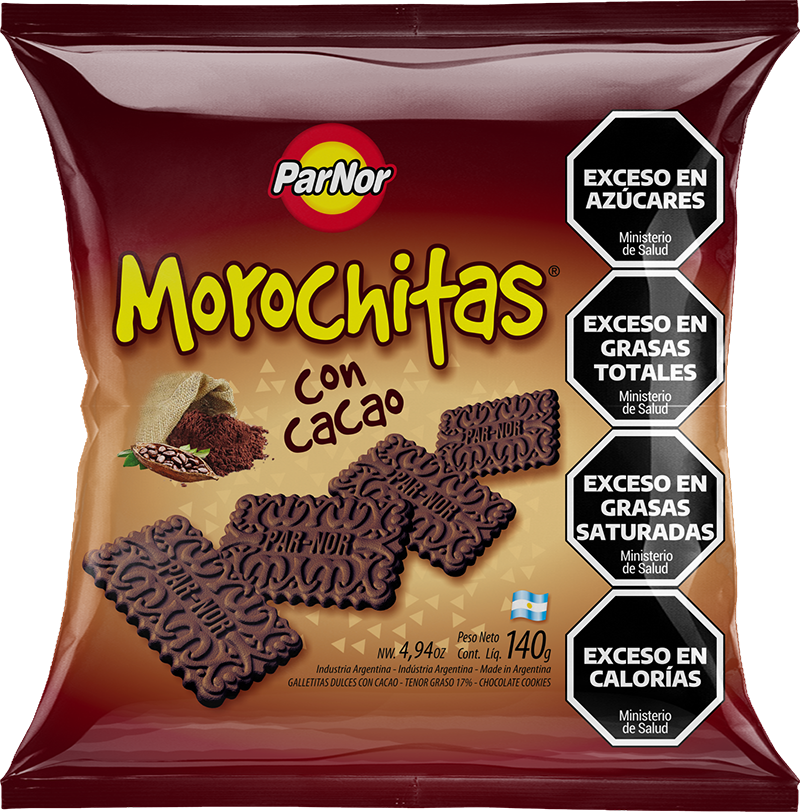 ParNor
Morochitas®
con
cacao
PAR-NOR
PAR-NOR
PAR-NOR
PAR-NOR
NW. 4,94oz Peso Neto Cont. Líq. 140g
Industria Argentina - Indústria Argentina - Made in Argentina
GALLETITAS DULCES CON CACAO - TENOR GRASO 17% - CHOCOLATE COOKIES
EXCESO EN
AZÚCARES
Ministerio
de Salud
EXCESO EN
GRASAS
TOTALES
Ministerio
de Salud
EXCESO EN
GRASAS
SATURADAS
Ministerio
de Salud
EXCESO EN
CALORÍAS
Ministerio
de Salud